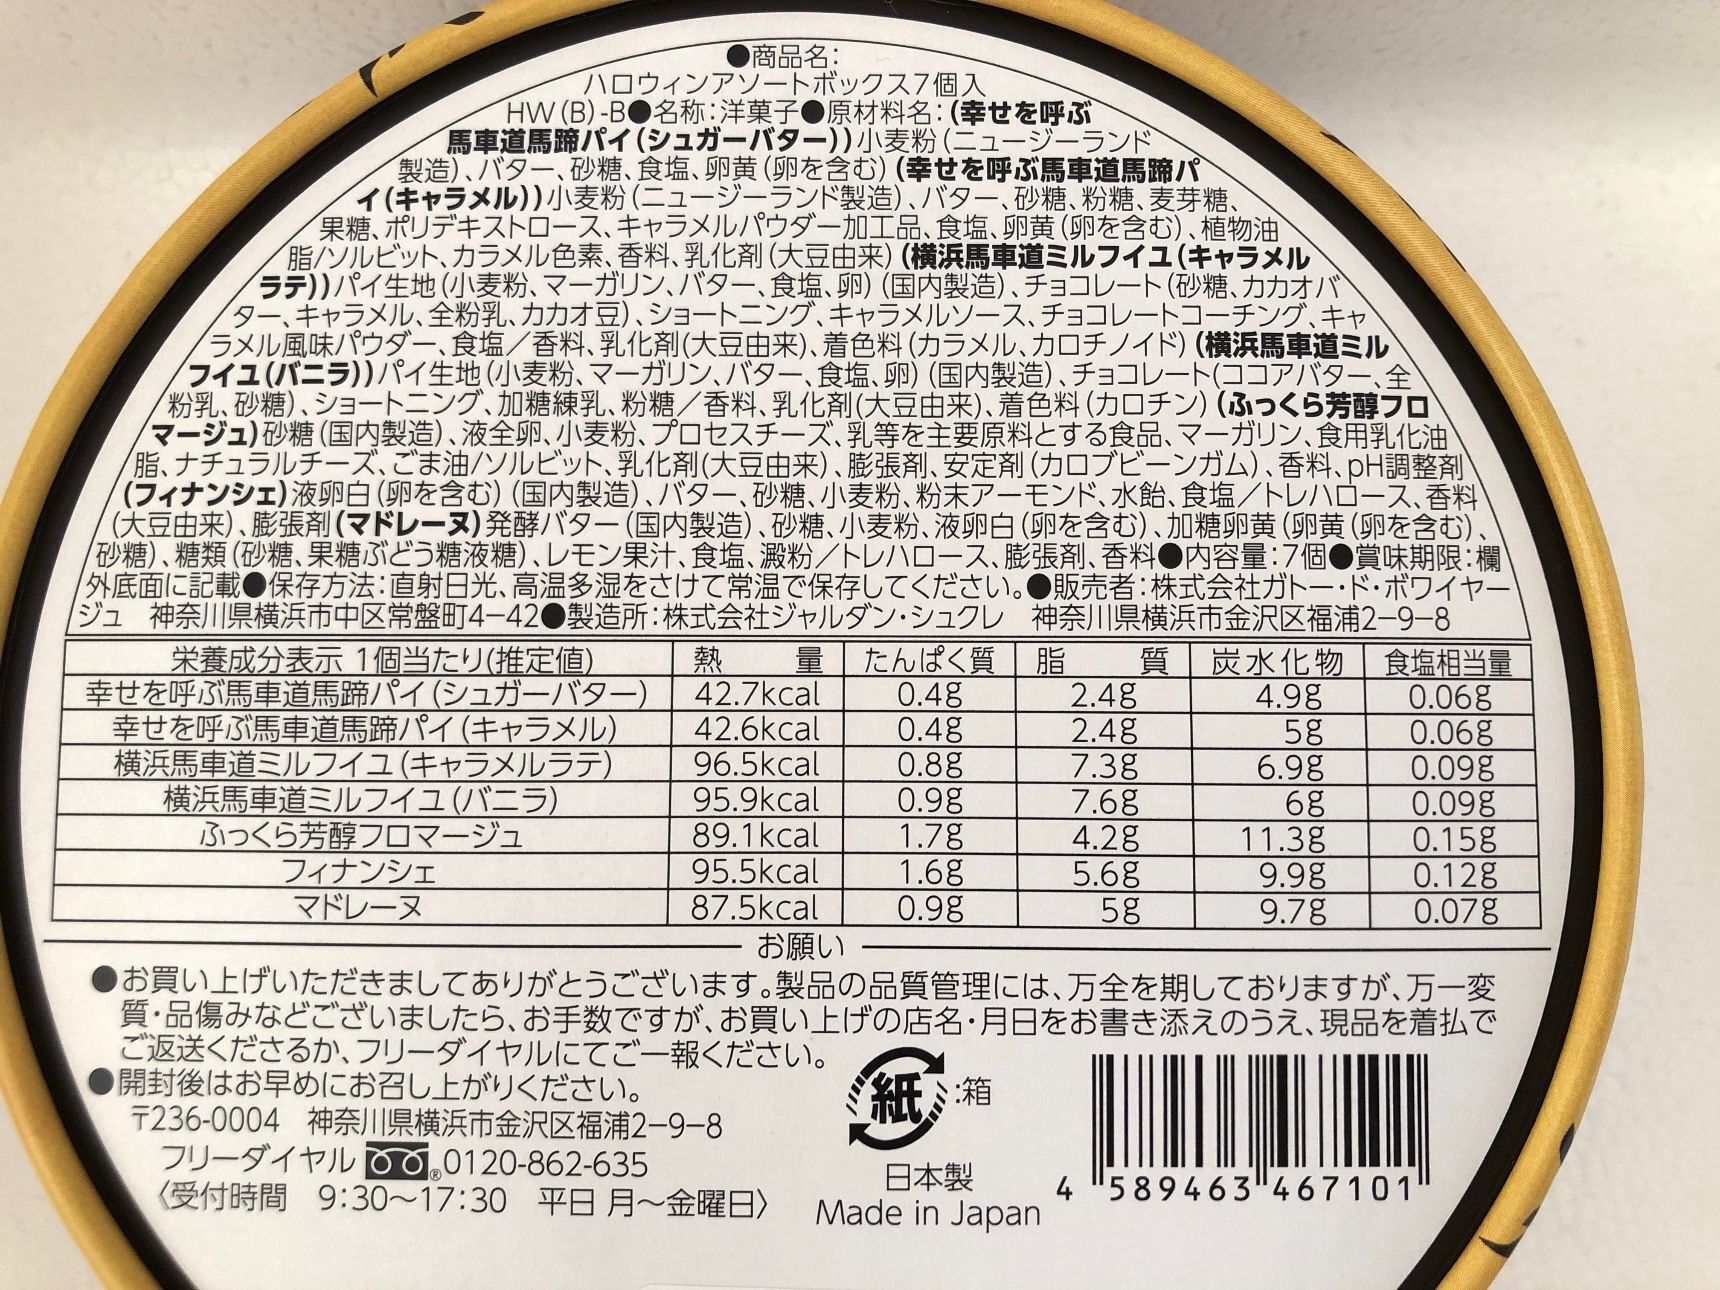 ●商品名:
ハロウィンアソートボックス7個入
HW(B)-B●名称:洋菓子●原材料名:(幸せを呼ぶ
馬車道馬蹄パイ(シュガーバター))小麦粉(ニュージーランド
製造)、バター、砂糖、食塩、卵黄(卵を含む)(幸せを呼ぶ馬車道馬蹄パ
イ(キャラメル))小麦粉(ニュージーランド製造)、バター、砂糖、粉糖、麦芽糖、
果糖、ポリデキストロース、キャラメルパウダー加工品、食塩、卵黄(卵を含む)、植物油
脂/ソルビット、カラメル色素、香料、乳化剤(大豆由来)(横浜馬車道ミルフイユ(キャラメル
ラテ))パイ生地(小麦粉、マーガリン、バター、食塩、卵)(国内製造)、チョコレート(砂糖、カカオバ
ター、キャラメル、全粉乳、カカオ豆)、ショートニング、キャラメルソース、チョコレートコーチング、キャ
ラメル風味パウダー、食塩/香料、乳化剤(大豆由来)、着色料(カラメル、カロチノイド)(横浜馬車道ミル
フイユ(バニラ))パイ生地(小麦粉、マーガリン、バター、食塩、卵)(国内製造)、チョコレート(ココアバター、全
粉乳、砂糖)、ショートニング、加糖練乳、粉糖/香料、乳化剤(大豆由来)、着色料(カロチン)(ふっくら芳醇フロ
マージュ)砂糖(国内製造)、液全卵、小麦粉、プロセスチーズ、乳等を主要原料とする食品、マーガリン、食用乳化油
脂、ナチュラルチーズ、ごま油/ソルビット、乳化剤(大豆由来)、膨張剤、安定剤(カロブビーンガム)、香料、pH調整剤
(フィナンシェ)液卵白(卵を含む)(国内製造)、バター、砂糖、小麦粉、粉末アーモンド、水飴、食塩/トレハロース、香料
(大豆由来)、膨張剤(マドレーヌ)発酵バター(国内製造)、砂糖、小麦粉、液卵白(卵を含む)、加糖卵黄(卵黄(卵を含む)、
砂糖)、糖類(砂糖、果糖ぶどう糖液糖)、レモン果汁、食塩、澱粉/トレハロース、膨張剤、香料●内容量:7個●賞味期限:欄
外底面に記載●保存方法:直射日光、高温多湿をさけて常温で保存してください。●販売者:株式会社ガトー・ド・ボワイヤー
ジュ 神奈川県横浜市中区常盤町4-42●製造所:株式会社ジャルダン・シュクレ 神奈川県横浜市金沢区福浦2-9-8
栄養成分表示 1個当たり(推定値) 熱量 たんぱく質 脂質 炭水化物 食塩相当量
幸せを呼ぶ馬車道馬蹄パイ(シュガーバター) 42.7kcal 0.4g 2.4g 4.9g 0.06g
幸せを呼ぶ馬車道馬蹄パイ(キャラメル) 42.6kcal 0.4g 2.4g 5g 0.06g
横浜馬車道ミルフイユ(キャラメルラテ) 96.5kcal 0.8g 7.3g 6.9g 0.09g
横浜馬車道ミルフイユ(バニラ) 95.9kcal 0.9g 7.6g 6g 0.09g
ふっくら芳醇フロマージュ 89.1kcal 1.7g 4.2g 11.3g 0.15g
フィナンシェ 95.5kcal 1.6g 5.6g 9.9g 0.12g
マドレーヌ 87.5kcal 0.9g 5g 9.7g 0.07g
お願い
●お買い上げいただきましてありがとうございます。製品の品質管理には、万全を期しておりますが、万一変
質・品傷みなどございましたら、お手数ですが、お買い上げの店名・月日をお書き添えのうえ、現品を着払で
ご返送くださるか、フリーダイヤルにてご一報ください。
●開封後はお早めにお召し上がりください。
〒236-0004 神奈川県横浜市金沢区福浦2-9-8
フリーダイヤル ®0120-862-635
〈受付時間 9:30〜17:30 平日 月〜金曜日〉
紙:箱
日本製
Made in Japan
4 589463 467101